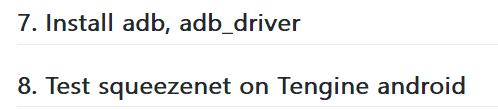 7. Install adb, adb_driver
8. Test squeezenet on Tengine android